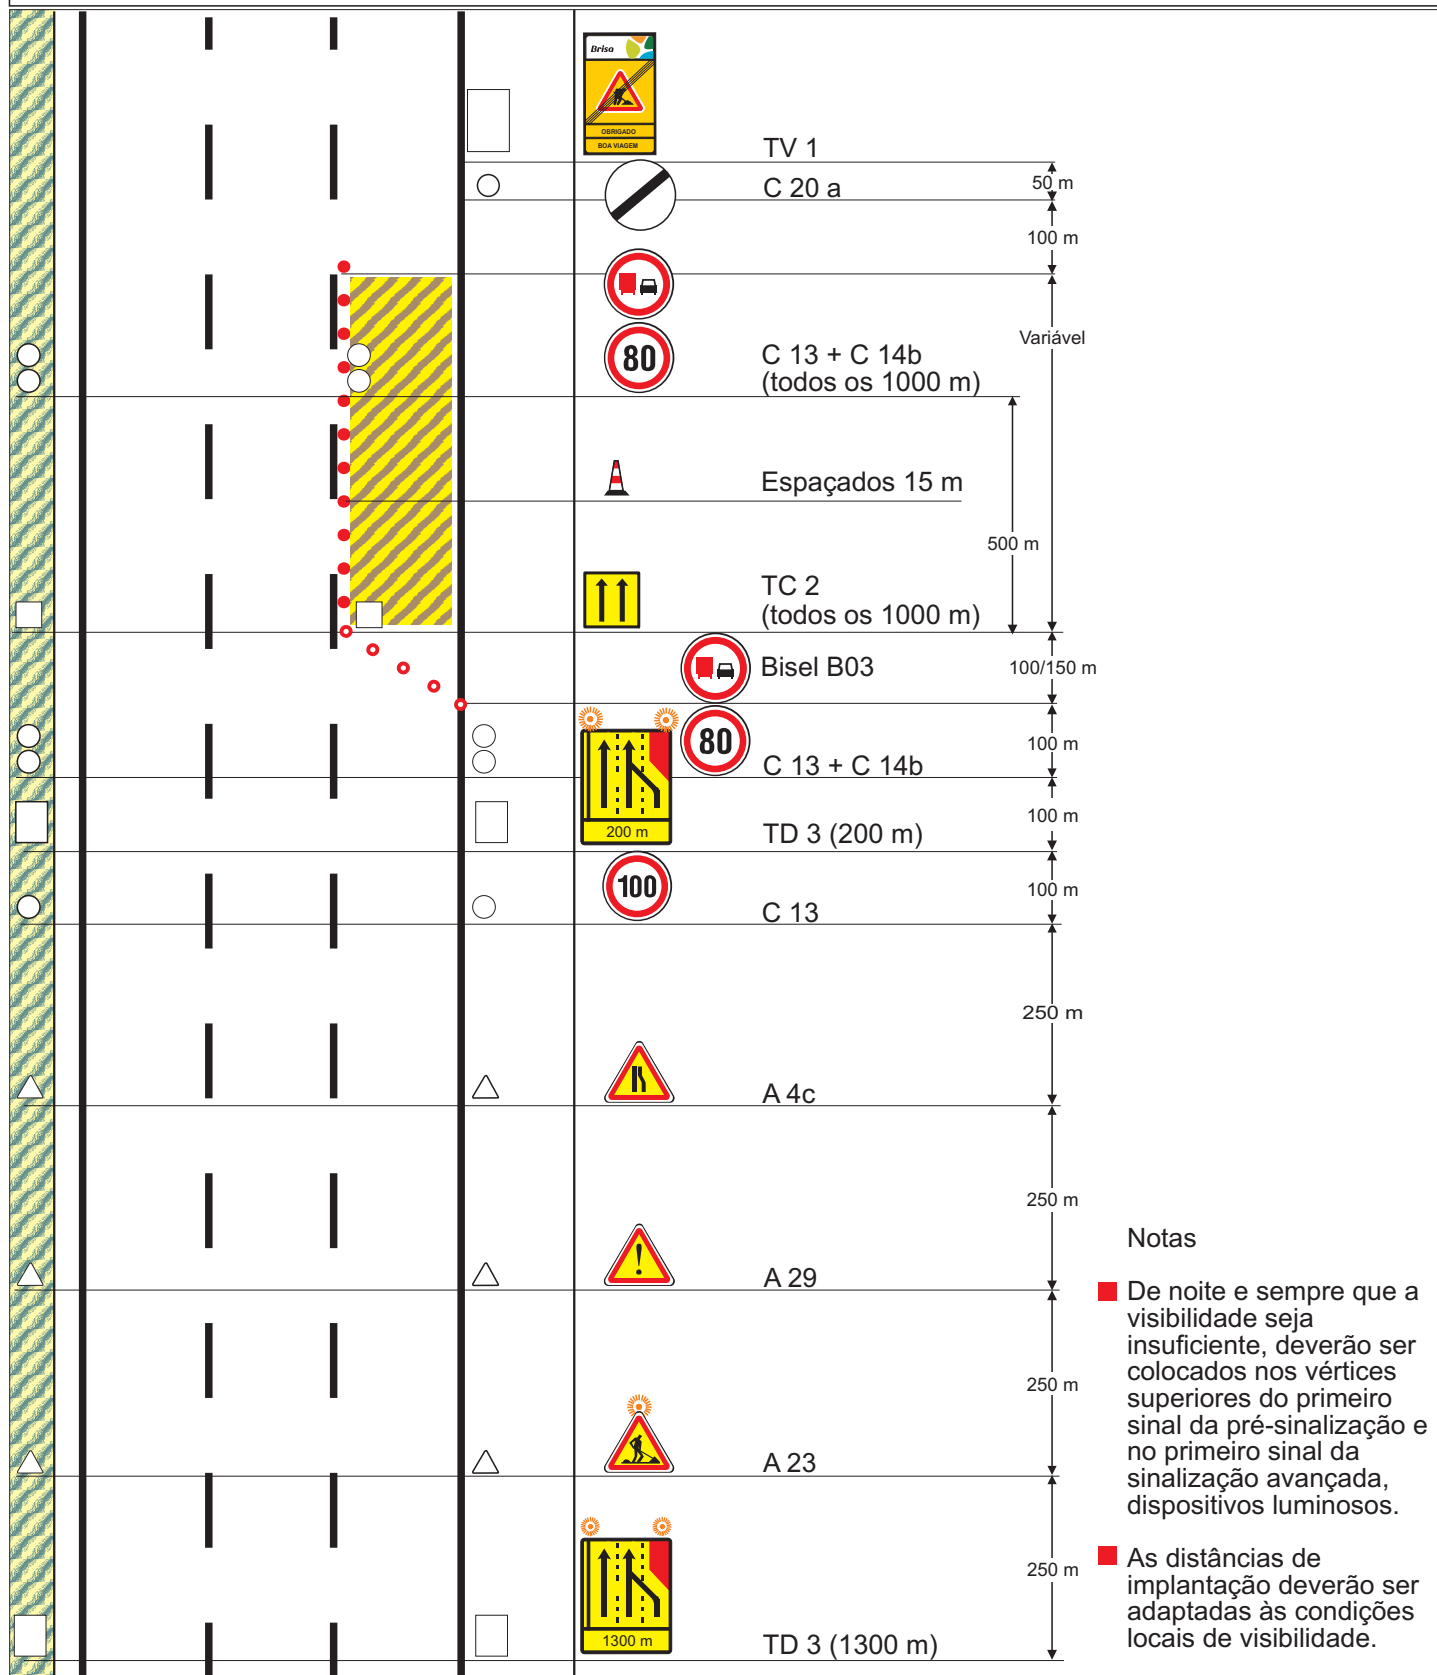 Brisa
OBRIGADO
BOA VIAGEM
TV 1
C 20 a
50 m
100 m
Variável
80
C 13 + C 14b
(todos os 1000 m)
Espaçados 15 m
500 m
TC 2
(todos os 1000 m)
Bisel B03
100/150 m
80
C 13 + C 14b
100 m
200 m
TD 3 (200 m)
100 m
100
C 13
100 m
250 m
A 4c
250 m
A 29
250 m
A 23
250 m
1300 m
TD 3 (1300 m)
Notas
De noite e sempre que a
visibilidade seja
insuficiente, deverão ser
colocados nos vértices
superiores do primeiro
sinal da pré-sinalização e
no primeiro sinal da
sinalização avançada,
dispositivos luminosos.
As distâncias de
implantação deverão ser
adaptadas às condições
locais de visibilidade.